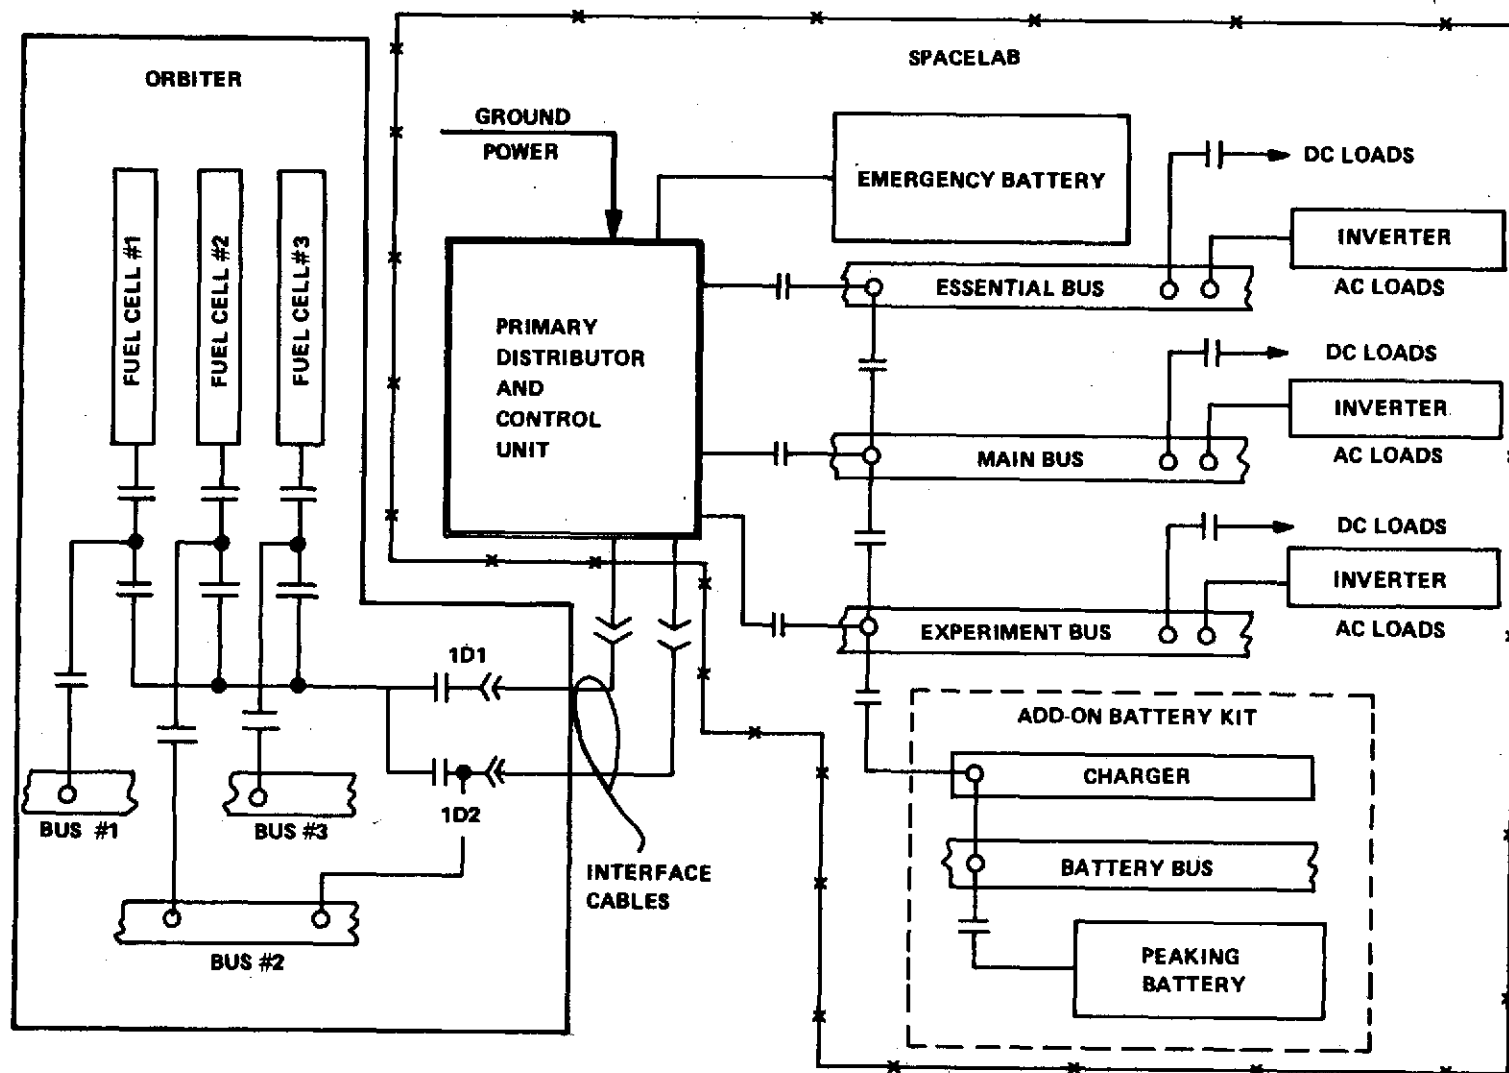 ORBITER
SPACELAB
GROUND
POWER
EMERGENCY BATTERY
DC LOADS
INVERTER
AC LOADS
ESSENTIAL BUS
FUEL CELL #1
FUEL CELL #2
FUEL CELL #3
PRIMARY
DISTRIBUTOR
AND
CONTROL
UNIT
DC LOADS
INVERTER
AC LOADS
MAIN BUS
DC LOADS
INVERTER
AC LOADS
EXPERIMENT BUS
1D1
1D2
BUS #1
BUS #3
BUS #2
INTERFACE
CABLES
ADD-ON BATTERY KIT
CHARGER
BATTERY BUS
PEAKING
BATTERY